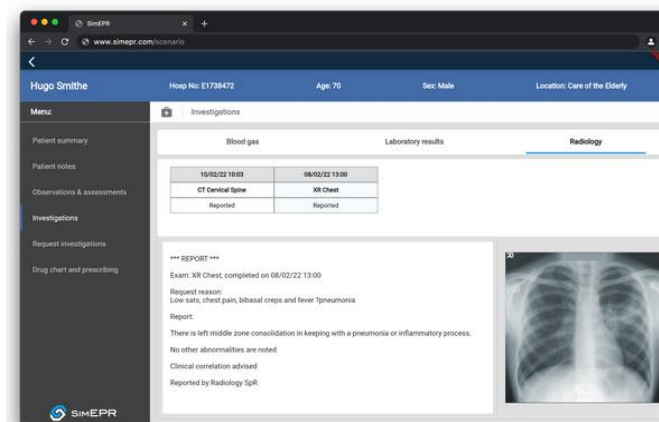 SimEPR
www.simepr.com/scenario
Hugo Smithe
Hosp No: E1738472
Age: 70
Sex: Male
Location: Care of the Elderly
Menu:
Investigations
Patient summary
Patient notes
Observations & assessments
Investigations
Request investigations
Drug chart and prescribing
Blood gas
Laboratory results
Radiology
10/02/22 10:03
08/02/22 13:00
CT Cervical Spine
XR Chest
Reported
Reported
*** REPORT ***
Exam: XR Chest, completed on 08/02/22 13:00
Request reason:
Low sats, chest pain, bibasal creps and fever ?pneumonia
Report:
There is left middle zone consolidation in keeping with a pneumonia or inflammatory process.
No other abnormalities are noted
Clinical correlation advised
Reported by Radiology SpR
SIMEPR